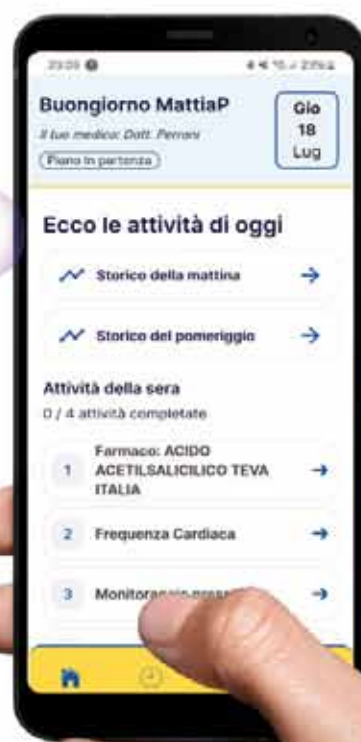 Buongiorno MattiaP
Il tuo medico: Dott. Perroni
Piano in partenza
Gio
18
Lug
Ecco le attività di oggi
Storico della mattina
Storico del pomeriggio
Attività della sera
0 / 4 attività completate
1
Farmaco: ACIDO
ACETILSALICILICO TEVA
ITALIA
2 Frequenza Cardiaca
3 Monitoraggio